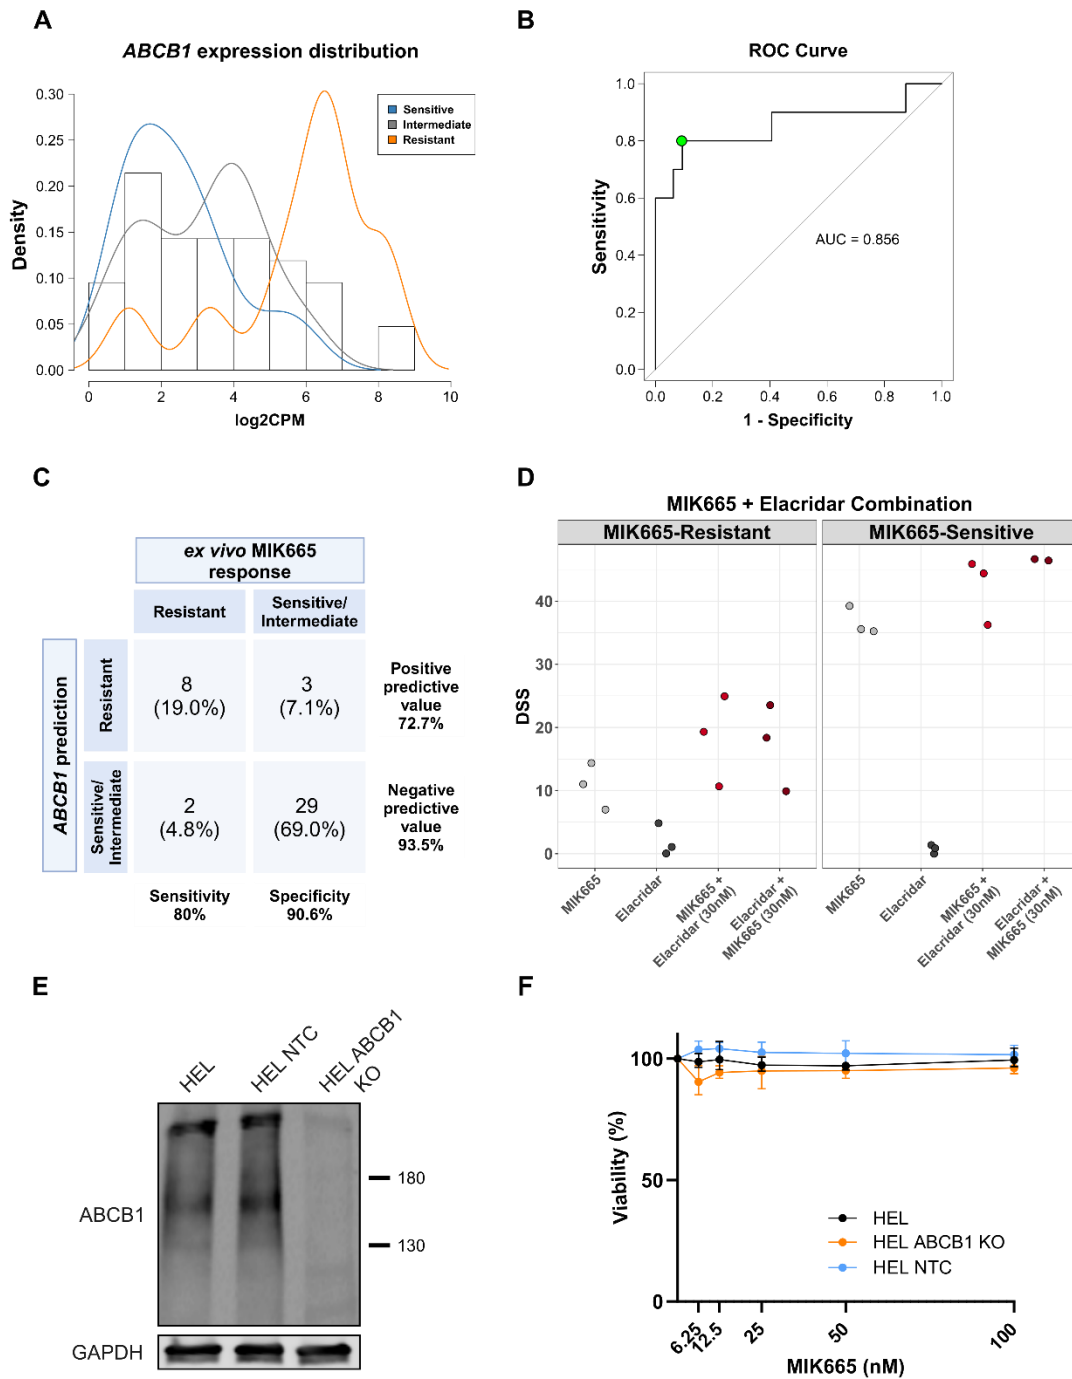 A
ABCB1 expression distribution
0.30
0.25
0.20
0.15
0.10
0.05
0.00
Density
Sensitive
Intermediate
Resistant
0 2 4 6 8 10
log2CPM
B
ROC Curve
1.0
0.8
0.6
0.4
0.2
0.0
Sensitivity
AUC = 0.856
0.0 0.2 0.4 0.6 0.8 1.0
1 - Specificity
C
ex vivo MIK665
response
Resistant
Sensitive/
Intermediate
ABCB1 prediction
Resistant
8
(19.0%)
3
(7.1%)
Positive
predictive
value
72.7%
Sensitive/
Intermediate
2
(4.8%)
29
(69.0%)
Negative
predictive
value
93.5%
Sensitivity
80%
Specificity
90.6%
D
MIK665 + Elacridar Combination
MIK665-Resistant
MIK665-Sensitive
40
30
20
10
0
DSS
MIK665
Elacridar
MIK665 +
Elacridar (30nM)
Elacridar +
MIK665 (30nM)
MIK665
Elacridar
MIK665 +
Elacridar (30nM)
Elacridar +
MIK665 (30nM)
E
HEL
HEL NTC
HEL ABCB1
KO
180
130
ABCB1
GAPDH
F
100
50
0
Viability (%)
HEL
HEL ABCB1 KO
HEL NTC
6.25
12.5
25
50
100
MIK665 (nM)